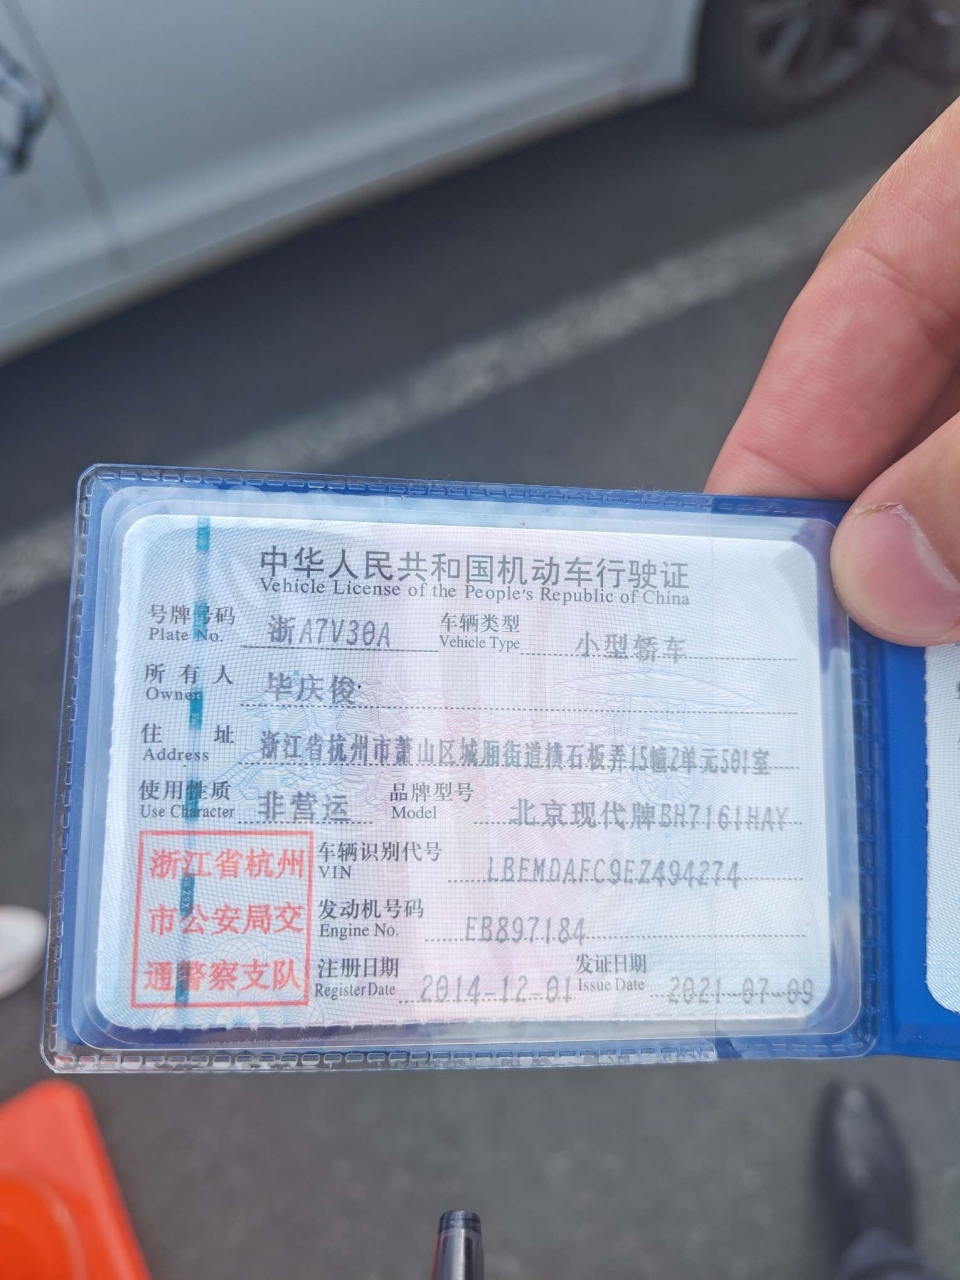 中华人民共和国机动车行驶证
Vehicle License of the People's Republic of China
号牌号码 浙A7V30A 车辆类型 小型轿车
Plate No. Vehicle Type
所有人 毕庆俊
Owner
住址 浙江省杭州市萧山区城厢街道横石板弄15幢2单元501室
Address
使用性质 非营运 品牌型号 北京现代牌BH7161HAY
Use Character Model
浙江省杭州
市公安局交
通警察支队
车辆识别代号 LBEMDAFC9EZ494274
VIN
发动机号码 EB897184
Engine No.
注册日期 2014-12-01 发证日期 2021-07-09
Register Date Issue Date